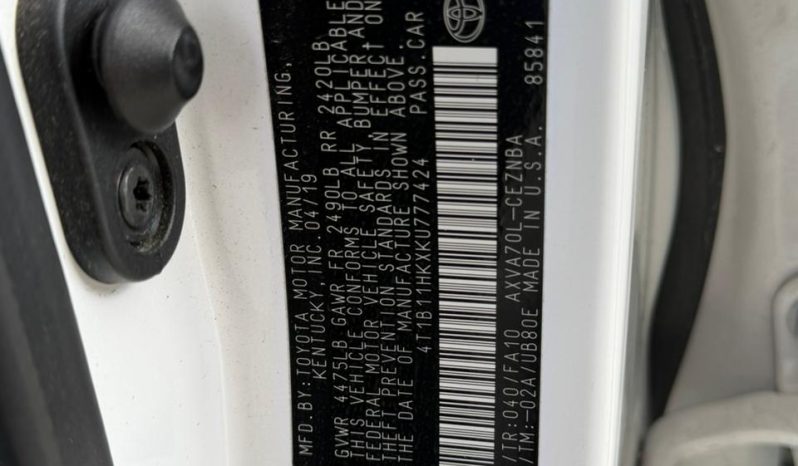 MFD.BY:TOYOTA MOTOR MANUFACTURING,
KENTUCKY, INC.04/19
GVWR 4475LB GAWR FR 2490LB RR 2420LB
THIS VEHICLE CONFORMS TO ALL APPLICABLE
FEDERAL MOTOR VEHICLE SAFETY, BUMPER AND
THEFT PREVENTION STANDARDS IN EFFECT ON
THE DATE OF MANUFACTURE SHOWN ABOVE.
4T1B11HKXKU777424 PASS.CAR
/TR:040/FA10 AXVA70L-CEZNBA
/TM:-02A/UB80E MADE IN U.S.A. 85841